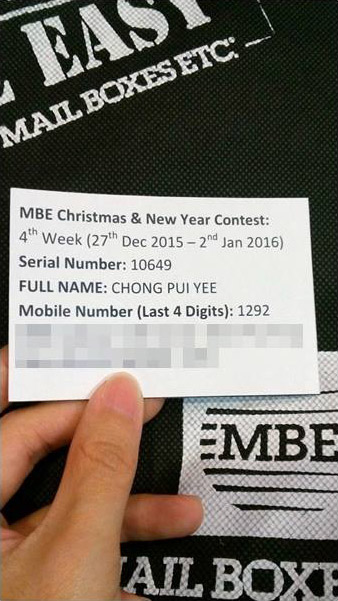 EASY
MAIL BOXES ETC.
MBE Christmas & New Year Contest:
4th Week (27th Dec 2015 – 2nd Jan 2016)
Serial Number: 10649
FULL NAME: CHONG PUI YEE
Mobile Number (Last 4 Digits): 1292
MBE
MAIL BOXE